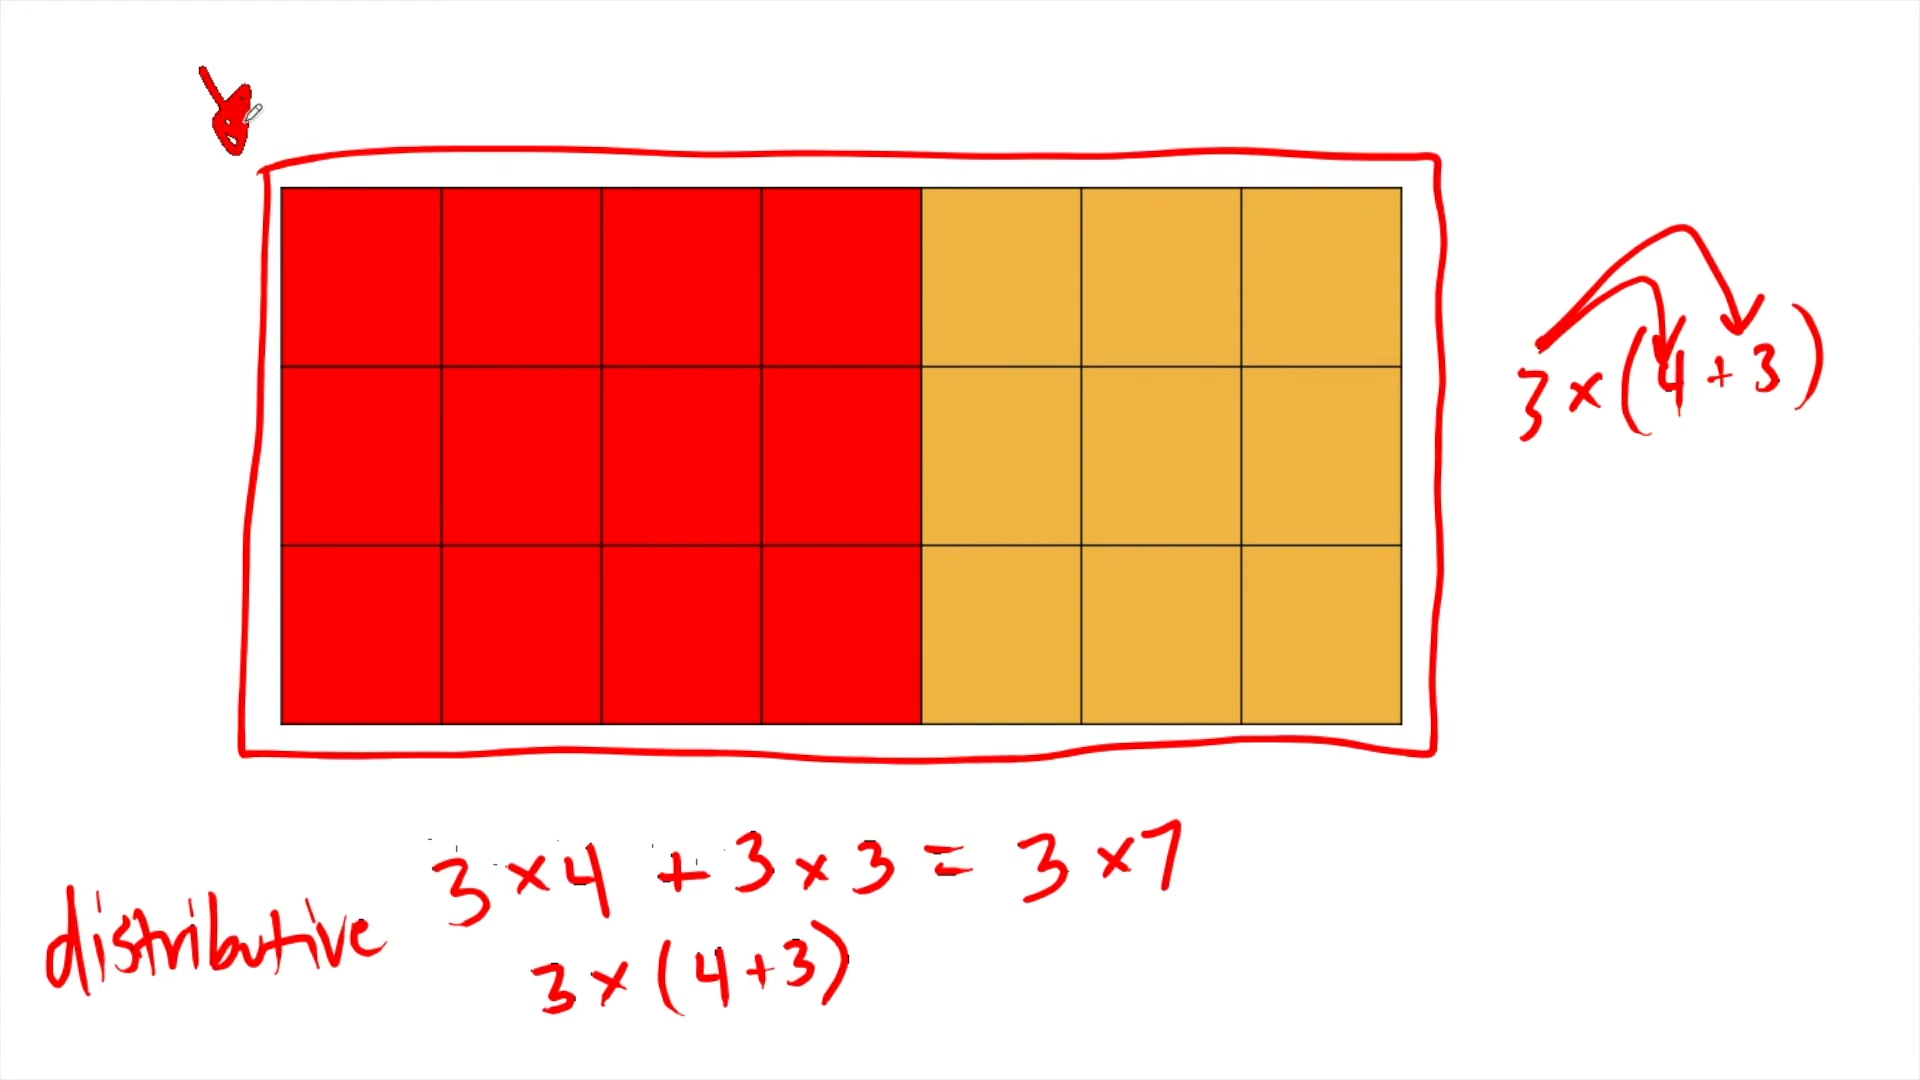 3 × (4 + 3)
3 × 4 + 3 × 3 = 3 × 7
distributive
3 × (4 + 3)